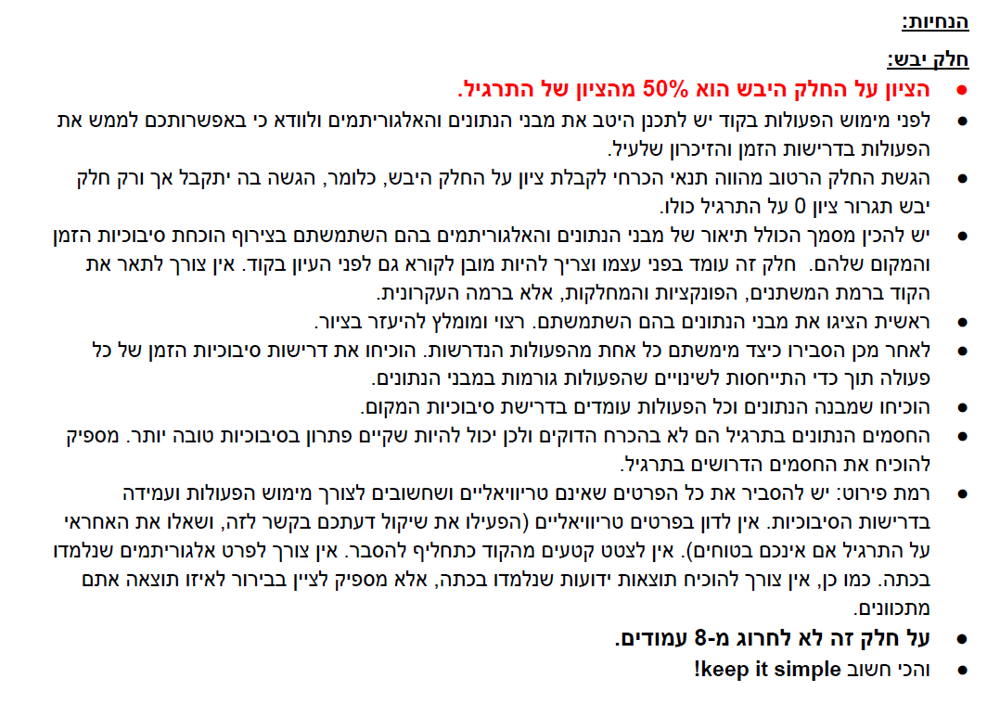 הנחיות:
חלק יבש:
● הציון על החלק היבש הוא 50% מהציון של התרגיל.
● לפני מימוש הפעולות בקוד יש לתכנן היטב את מבני הנתונים והאלגוריתמים ולוודא כי באפשרותכם לממש את
הפעולות בדרישות הזמן והזיכרון שלעיל.
● הגשת החלק הרטוב מהווה תנאי הכרחי לקבלת ציון על החלק היבש, כלומר, הגשה בה יתקבל אך ורק חלק
יבש תגרור ציון 0 על התרגיל כולו.
● יש להכין מסמך הכולל תיאור של מבני הנתונים והאלגוריתמים בהם השתמשתם בצירוף הוכחת סיבוכיות הזמן
והמקום שלהם. חלק זה עומד בפני עצמו וצריך להיות מובן לקורא גם לפני העיון בקוד. אין צורך לתאר את
הקוד ברמת המשתנים, הפונקציות והמחלקות, אלא ברמה העקרונית.
● ראשית הציגו את מבני הנתונים בהם השתמשתם. רצוי ומומלץ להיעזר בציור.
● לאחר מכן הסבירו כיצד מימשתם כל אחת מהפעולות הנדרשות. הוכיחו את דרישות סיבוכיות הזמן של כל
פעולה תוך כדי התייחסות לשינויים שהפעולות גורמות במבני הנתונים.
● הוכיחו שמבנה הנתונים וכל הפעולות עומדים בדרישת סיבוכיות המקום.
● החסמים הנתונים בתרגיל הם לא בהכרח הדוקים ולכן יכול להיות שקיים פתרון בסיבוכיות טובה יותר. מספיק
להוכיח את החסמים הדרושים בתרגיל.
● רמת פירוט: יש להסביר את כל הפרטים שאינם טריוויאליים ושחשובים לצורך מימוש הפעולות ועמידה
בדרישות הסיבוכיות. אין לדון בפרטים טריוויאליים (הפעילו את שיקול דעתכם בקשר לזה, ושאלו את האחראי
על התרגיל אם אינכם בטוחים). אין לצטט קטעים מהקוד כתחליף להסבר. אין צורך לפרט אלגוריתמים שנלמדו
בכתה. כמו כן, אין צורך להוכיח תוצאות ידועות שנלמדו בכתה, אלא מספיק לציין בבירור לאיזו תוצאה אתם
מתכוונים.
● על חלק זה לא לחרוג מ-8 עמודים.
● והכי חשוב keep it simple!